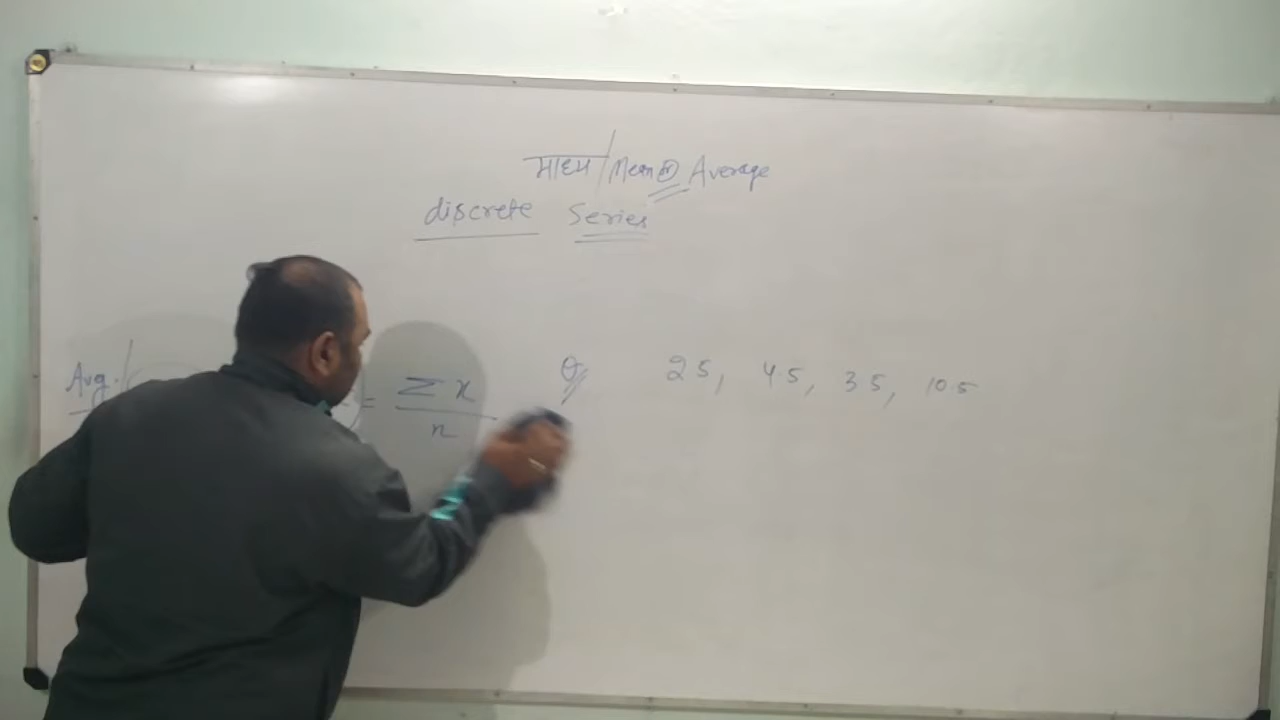 माध्य / Mean or Average
discrete Series
Avg. / = Σx / n
Q 25, 45, 35, 105